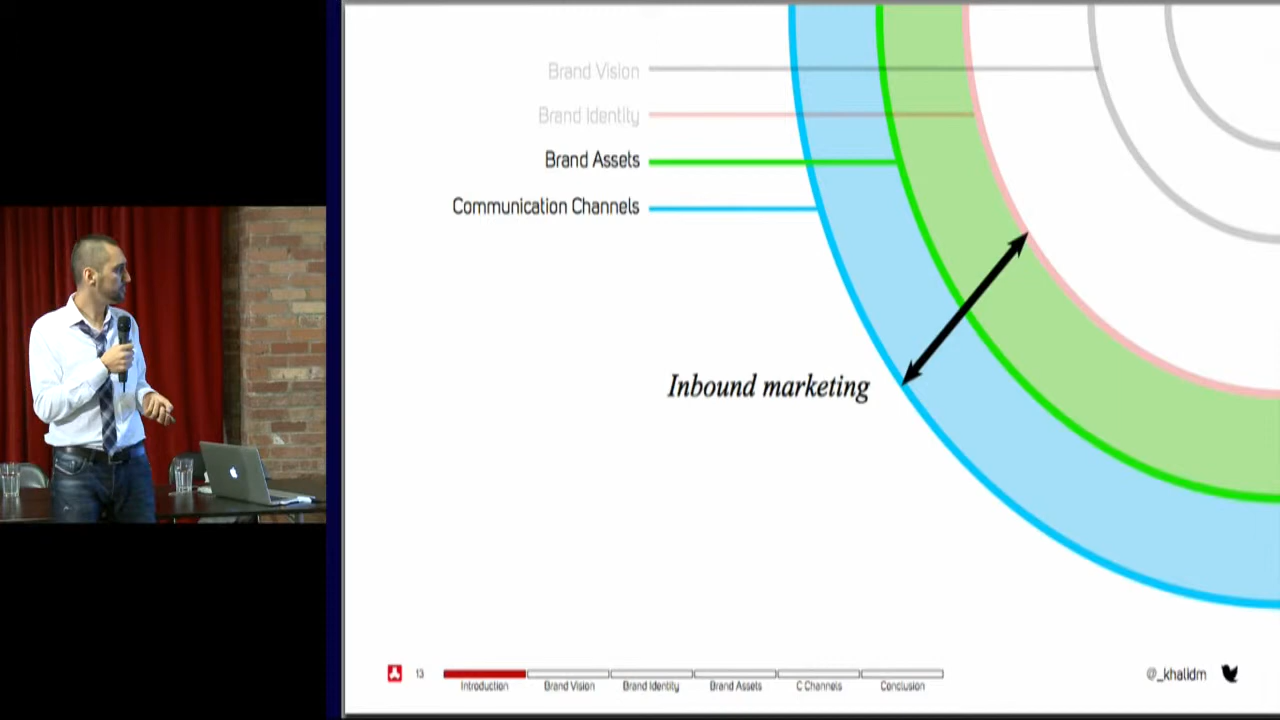 Brand Vision
Brand Identity
Brand Assets
Communication Channels
Inbound marketing
13
Introduction
Brand Vision
Brand Identity
Brand Assets
C Channels
Conclusion
@_khalidm